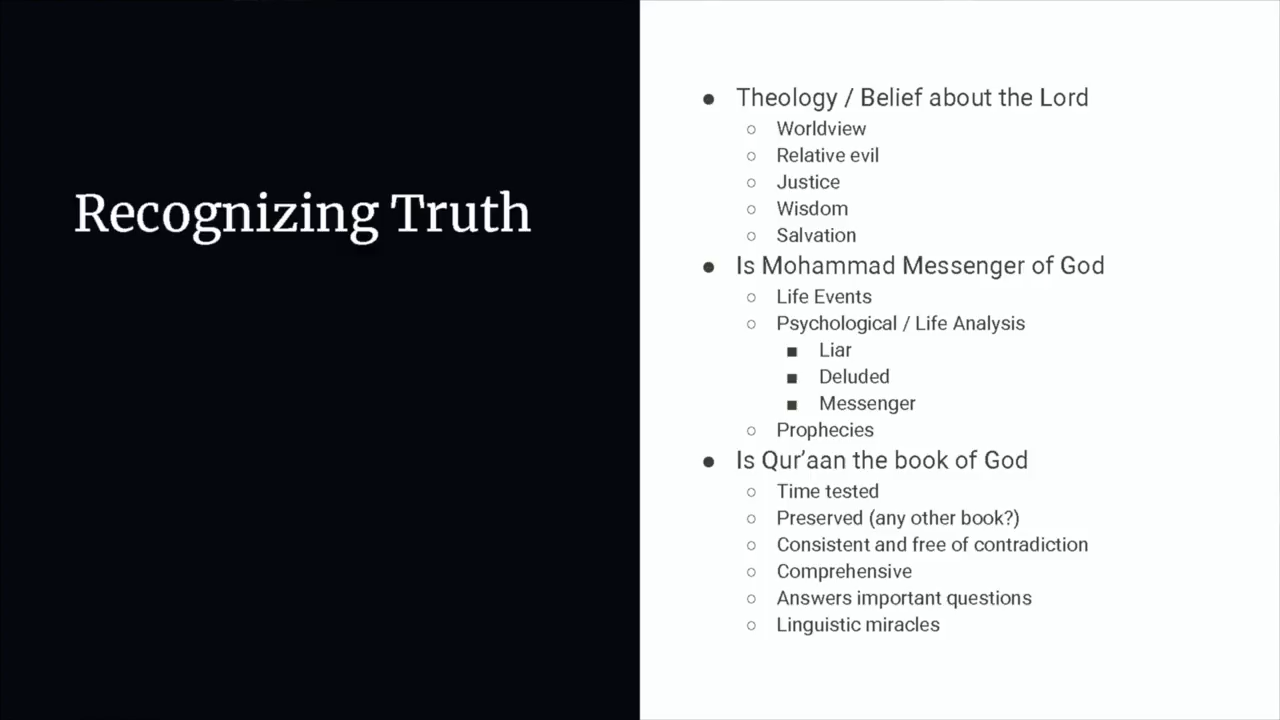 Recognizing Truth
● Theology / Belief about the Lord
○ Worldview
○ Relative evil
○ Justice
○ Wisdom
○ Salvation
● Is Mohammad Messenger of God
○ Life Events
○ Psychological / Life Analysis
■ Liar
■ Deluded
■ Messenger
○ Prophecies
● Is Qur’aan the book of God
○ Time tested
○ Preserved (any other book?)
○ Consistent and free of contradiction
○ Comprehensive
○ Answers important questions
○ Linguistic miracles